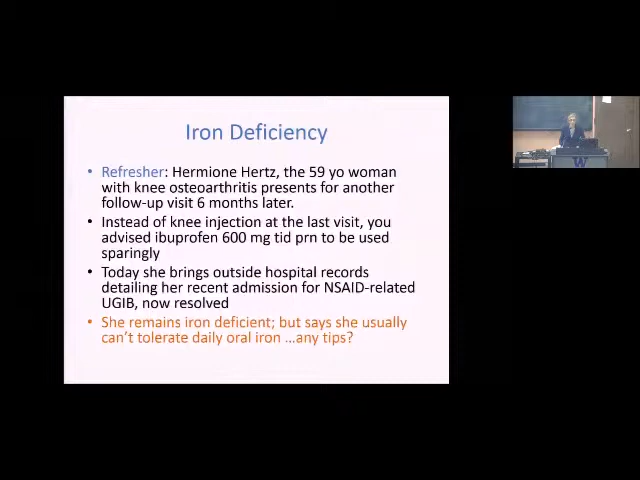 Iron Deficiency
• Refresher: Hermione Hertz, the 59 yo woman
with knee osteoarthritis presents for another
follow-up visit 6 months later.
• Instead of knee injection at the last visit, you
advised ibuprofen 600 mg tid prn to be used
sparingly
• Today she brings outside hospital records
detailing her recent admission for NSAID-related
UGIB, now resolved
• She remains iron deficient; but says she usually
can't tolerate daily oral iron …any tips?
W